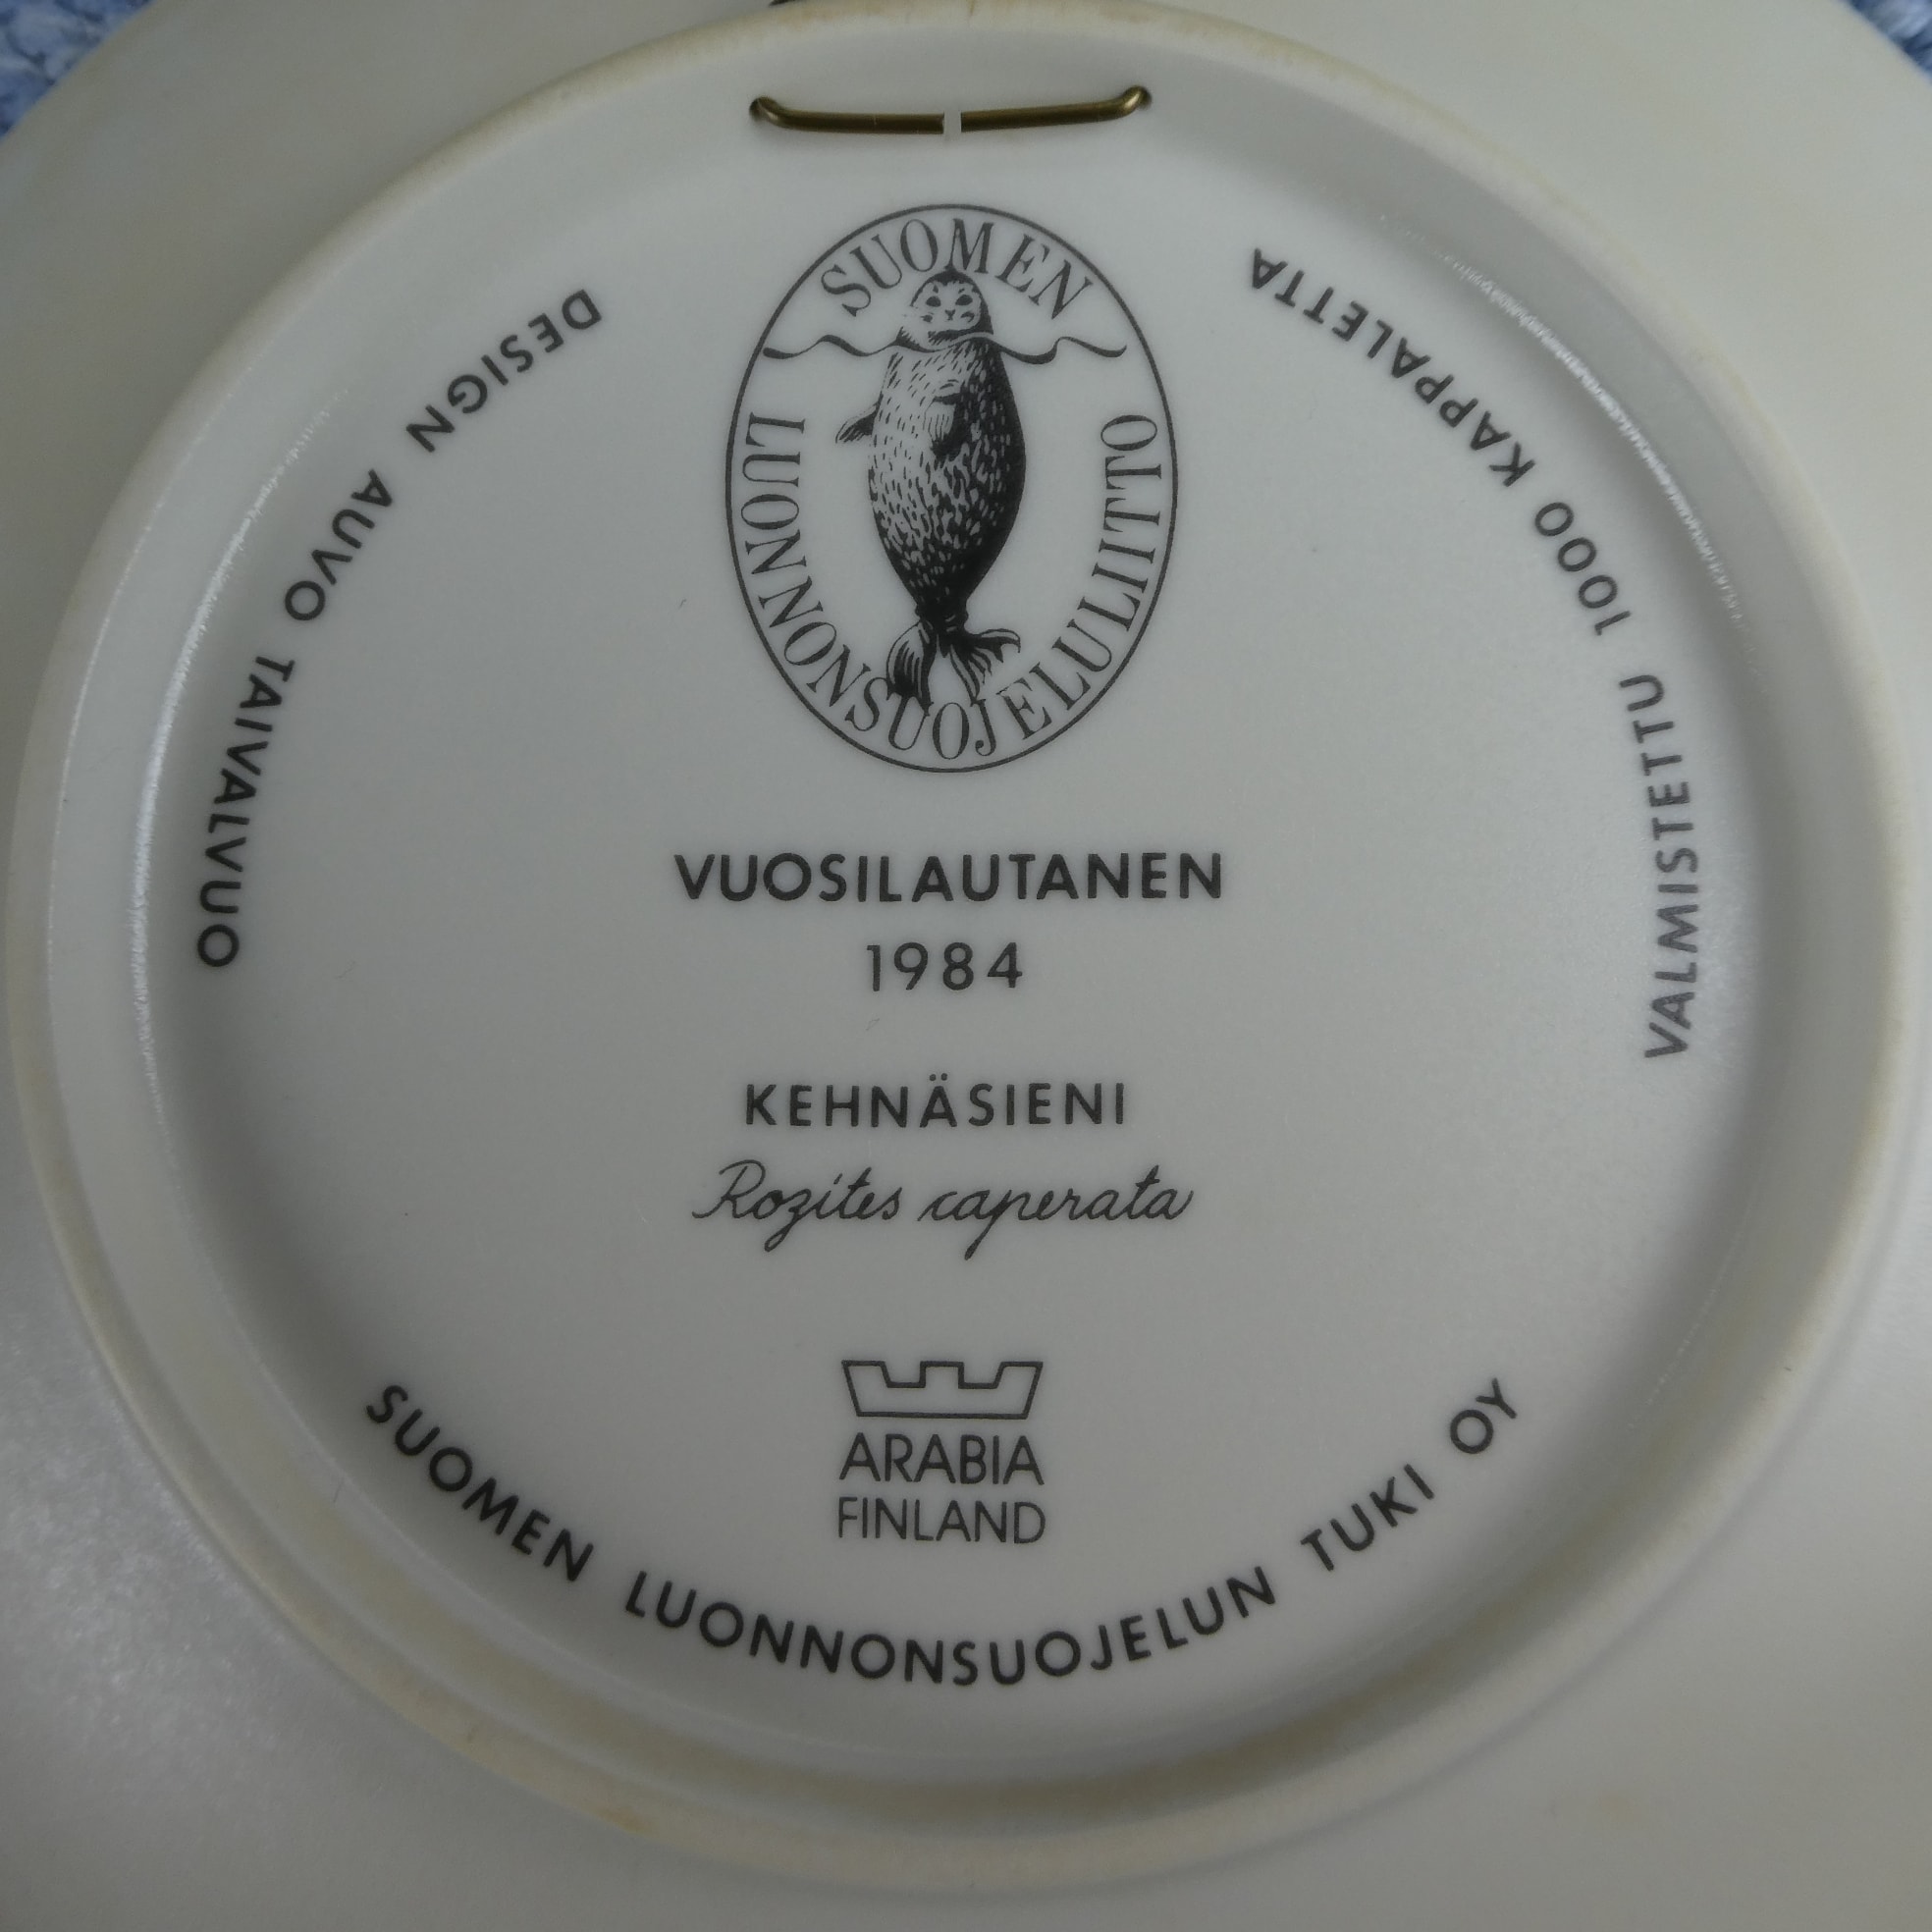 SUOMEN
LUONNONSUOJELULIITTO
DESIGN AUVO TAIVALVUO
VALMISTETTU 1000 KAPPALETTA
VUOSILAUTANEN
1984
KEHNÄSIENI
Rozites caperata
ARABIA
FINLAND
SUOMEN LUONNONSUOJELUN TUKI OY